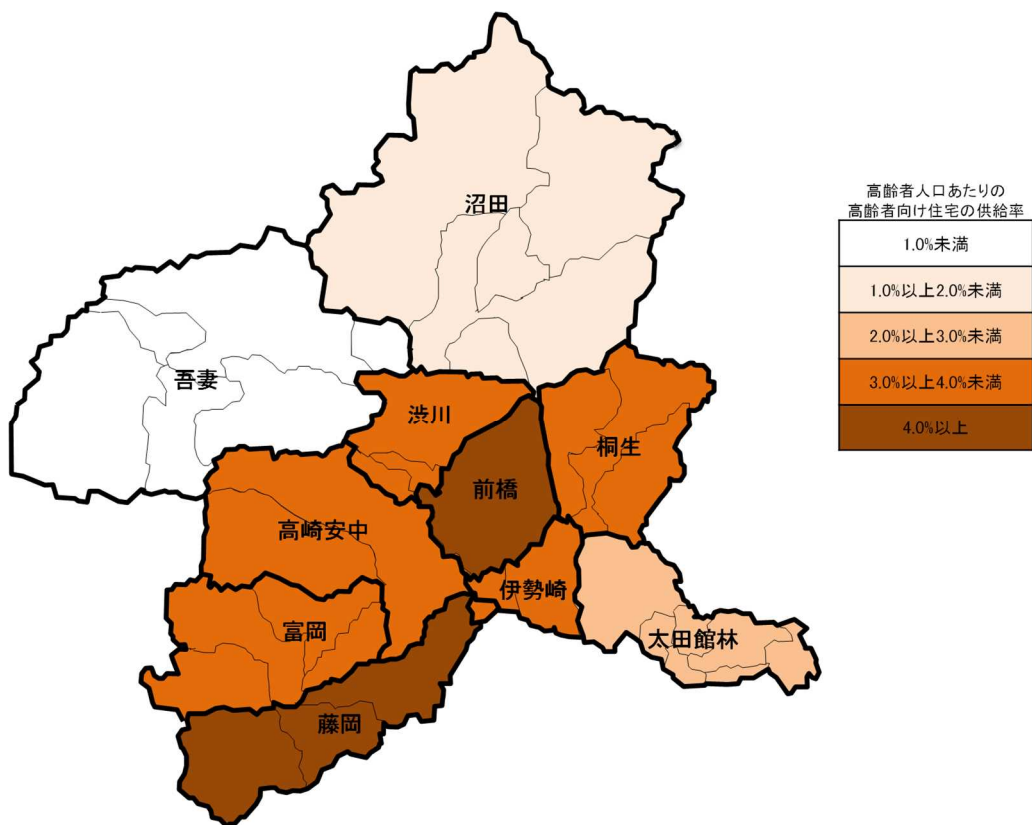 沼田
高齢者人口あたりの
高齢者向け住宅の供給率
1.0%未満
1.0%以上2.0%未満
2.0%以上3.0%未満
3.0%以上4.0%未満
4.0%以上
吾妻
渋川
桐生
前橋
高崎安中
伊勢崎
富岡
太田館林
藤岡